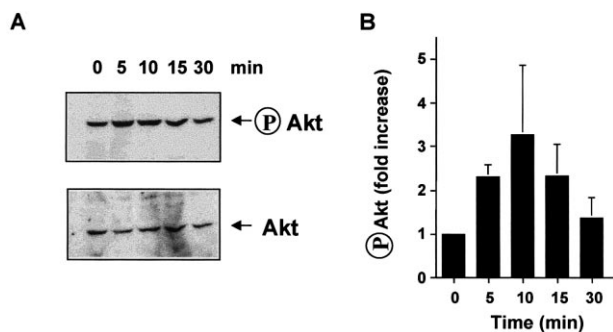 A
0 5 10 15 30 min
Ⓟ Akt
Akt
B
Ⓟ Akt (fold increase)
5
4
3
2
1
0
0 5 10 15 30
Time (min)